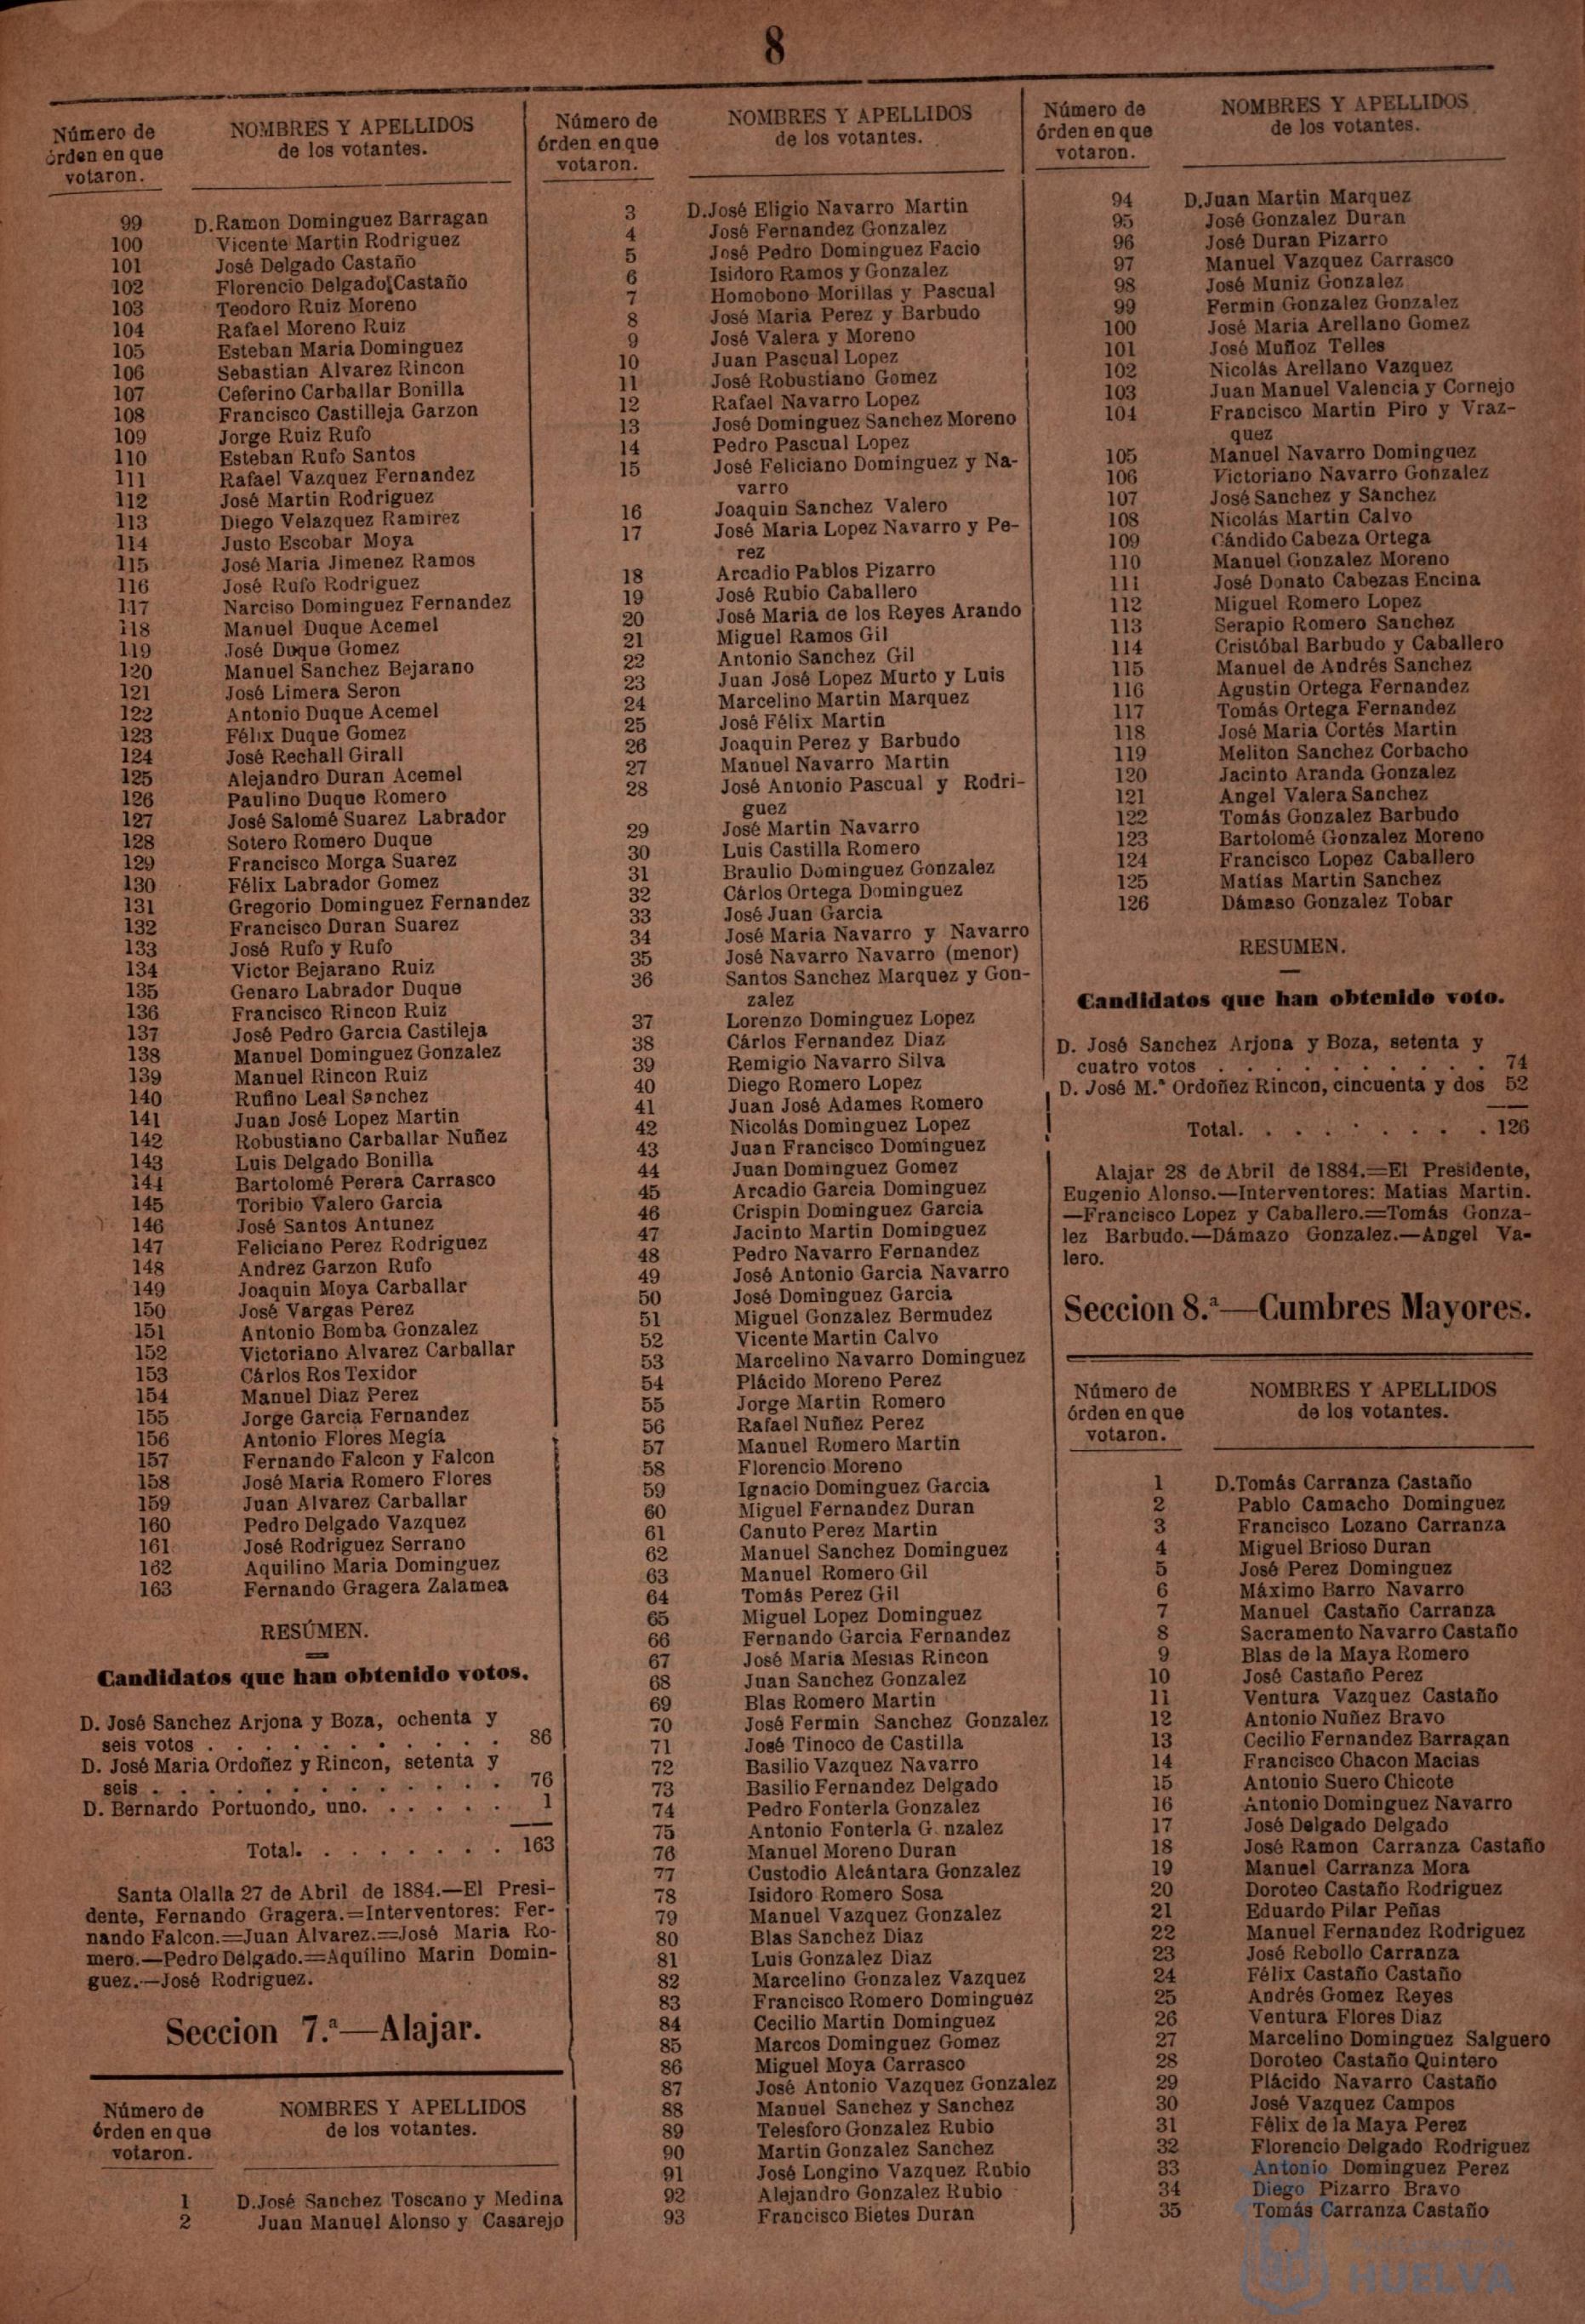 8
Número de
órden en que
votaron.
NOMBRES Y APELLIDOS
de los votantes.
99 D. Ramon Dominguez Barragan
100 Vicente Martin Rodriguez
101 José Delgado Castaño
102 Florencio Delgado Castaño
103 Teodoro Ruiz Moreno
104 Rafael Moreno Ruiz
105 Esteban Maria Dominguez
106 Sebastian Alvarez Rincon
107 Ceferino Carballar Bonilla
108 Francisco Castilleja Garzon
109 Jorge Ruiz Rufo
110 Esteban Rufo Santos
111 Rafael Vazquez Fernandez
112 José Martin Rodriguez
113 Diego Velazquez Ramirez
114 Justo Escobar Moya
115 José Maria Jimenez Ramos
116 José Rufo Rodriguez
117 Narciso Dominguez Fernandez
118 Manuel Duque Acemel
119 José Duque Gomez
120 Manuel Sanchez Bejarano
121 José Limera Seron
122 Antonio Duque Acemel
123 Félix Duque Gomez
124 José Rechall Girall
125 Alejandro Duran Acemel
126 Paulino Duque Romero
127 José Salomé Suarez Labrador
128 Sotero Romero Duque
129 Francisco Morga Suarez
130 Félix Labrador Gomez
131 Gregorio Dominguez Fernandez
132 Francisco Duran Suarez
133 José Rufo y Rufo
134 Victor Bejarano Ruiz
135 Genaro Labrador Duque
136 Francisco Rincon Ruiz
137 José Pedro Garcia Castileja
138 Manuel Dominguez Gonzalez
139 Manuel Rincon Ruiz
140 Rufino Leal Sanchez
141 Juan José Lopez Martin
142 Robustiano Carballar Nuñez
143 Luis Delgado Bonilla
144 Bartolomé Perera Carrasco
145 Toribio Valero Garcia
146 José Santos Antunez
147 Feliciano Perez Rodriguez
148 Andrez Garzon Rufo
149 Joaquin Moya Carballar
150 José Vargas Perez
151 Antonio Bomba Gonzalez
152 Victoriano Alvarez Carballar
153 Cárlos Ros Texidor
154 Manuel Diaz Perez
155 Jorge Garcia Fernandez
156 Antonio Flores Megía
157 Fernando Falcon y Falcon
158 José Maria Romero Flores
159 Juan Alvarez Carballar
160 Pedro Delgado Vazquez
161 José Rodriguez Serrano
162 Aquilino Maria Dominguez
163 Fernando Gragera Zalamea
RESÚMEN.
Candidatos que han obtenido votos.
D. José Sanchez Arjona y Boza, ochenta y
seis votos . . . . . . . . 86
D. José Maria Ordoñez y Rincon, setenta y
seis . . . . . . . . . . 76
D. Bernardo Portuondo, uno. . . . . . 1
Total. . . . . . . . 163
Santa Olalla 27 de Abril de 1884.—El Presi-
dente, Fernando Gragera.=Interventores: Fer-
nando Falcon.=Juan Alvarez.=José Maria Ro-
mero.—Pedro Delgado.=Aquilino Marin Domin-
guez.—José Rodriguez.
Seccion 7.ª—Alajar.
Número de
órden en que
votaron.
NOMBRES Y APELLIDOS
de los votantes.
1 D.José Sanchez Toscano y Medina
2 Juan Manuel Alonso y Casarejo
Número de
órden en que
votaron.
NOMBRES Y APELLIDOS
de los votantes.
3 D.José Eligio Navarro Martin
4 José Fernandez Gonzalez
5 José Pedro Dominguez Facio
6 Isidoro Ramos y Gonzalez
7 Homobono Morillas y Pascual
8 José Maria Perez y Barbudo
9 José Valera y Moreno
10 Juan Pascual Lopez
11 José Robustiano Gomez
12 Rafael Navarro Lopez
13 José Dominguez Sanchez Moreno
14 Pedro Pascual Lopez
15 José Feliciano Dominguez y Na-
varro
16 Joaquin Sanchez Valero
17 José Maria Lopez Navarro y Pe-
rez
18 Arcadio Pablos Pizarro
19 José Rubio Caballero
20 José Maria de los Reyes Arando
21 Miguel Ramos Gil
22 Antonio Sanchez Gil
23 Juan José Lopez Murto y Luis
24 Marcelino Martin Marquez
25 José Félix Martin
26 Joaquin Perez y Barbudo
27 Manuel Navarro Martin
28 José Antonio Pascual y Rodri-
guez
29 José Martin Navarro
30 Luis Castilla Romero
31 Braulio Dominguez Gonzalez
32 Cárlos Ortega Dominguez
33 José Juan Garcia
34 José Maria Navarro y Navarro
35 José Navarro Navarro (menor)
36 Santos Sanchez Marquez y Gon-
zalez
37 Lorenzo Dominguez Lopez
38 Cárlos Fernandez Diaz
39 Remigio Navarro Silva
40 Diego Romero Lopez
41 Juan José Adames Romero
42 Nicolás Dominguez Lopez
43 Juan Francisco Dominguez
44 Juan Dominguez Gomez
45 Arcadio Garcia Dominguez
46 Crispin Dominguez Garcia
47 Jacinto Martin Dominguez
48 Pedro Navarro Fernandez
49 José Antonio Garcia Navarro
50 José Dominguez Garcia
51 Miguel Gonzalez Bermudez
52 Vicente Martin Calvo
53 Marcelino Navarro Dominguez
54 Plácido Moreno Perez
55 Jorge Martin Romero
56 Rafael Nuñez Perez
57 Manuel Romero Martin
58 Florencio Moreno
59 Ignacio Dominguez Garcia
60 Miguel Fernandez Duran
61 Canuto Perez Martin
62 Manuel Sanchez Dominguez
63 Manuel Romero Gil
64 Tomás Perez Gil
65 Miguel Lopez Dominguez
66 Fernando Garcia Fernandez
67 José Maria Mesias Rincon
68 Juan Sanchez Gonzalez
69 Blas Romero Martin
70 José Fermin Sanchez Gonzalez
71 José Tinoco de Castilla
72 Basilio Vazquez Navarro
73 Basilio Fernandez Delgado
74 Pedro Fonterla Gonzalez
75 Antonio Fonterla G. nzalez
76 Manuel Moreno Duran
77 Custodio Alcántara Gonzalez
78 Isidoro Romero Sosa
79 Manuel Vazquez Gonzalez
80 Blas Sanchez Diaz
81 Luis Gonzalez Diaz
82 Marcelino Gonzalez Vazquez
83 Francisco Romero Dominguez
84 Cecilio Martin Dominguez
85 Marcos Dominguez Gomez
86 Miguel Moya Carrasco
87 José Antonio Vazquez Gonzalez
88 Manuel Sanchez y Sanchez
89 Telesforo Gonzalez Rubio
90 Martin Gonzalez Sanchez
91 José Longino Vazquez Rubio
92 Alejandro Gonzalez Rubio
93 Francisco Bietes Duran
Número de
órden en que
votaron.
NOMBRES Y APELLIDOS
de los votantes.
94 D.Juan Martin Marquez
95 José Gonzalez Duran
96 José Duran Pizarro
97 Manuel Vazquez Carrasco
98 José Muniz Gonzalez
99 Fermin Gonzalez Gonzalez
100 José Maria Arellano Gomez
101 José Muñoz Telles
102 Nicolás Arellano Vazquez
103 Juan Manuel Valencia y Cornejo
104 Francisco Martin Piro y Vraz-
quez
105 Manuel Navarro Dominguez
106 Victoriano Navarro Gonzalez
107 José Sanchez y Sanchez
108 Nicolás Martin Calvo
109 Cándido Cabeza Ortega
110 Manuel Gonzalez Moreno
111 José Donato Cabezas Encina
112 Miguel Romero Lopez
113 Serapio Romero Sanchez
114 Cristóbal Barbudo y Caballero
115 Manuel de Andrés Sanchez
116 Agustin Ortega Fernandez
117 Tomás Ortega Fernandez
118 José Maria Cortés Martin
119 Meliton Sanchez Corbacho
120 Jacinto Aranda Gonzalez
121 Angel Valera Sanchez
122 Tomás Gonzalez Barbudo
123 Bartolomé Gonzalez Moreno
124 Francisco Lopez Caballero
125 Matías Martin Sanchez
126 Dámaso Gonzalez Tobar
RESUMEN.
Candidatos que han obtenido voto.
D. José Sanchez Arjona y Boza, setenta y
cuatro votos . . . . . . . . 74
D. José M.ª Ordoñez Rincon, cincuenta y dos 52
Total. . . . . . . . . 126
Alajar 28 de Abril de 1884.=El Presidente,
Eugenio Alonso.—Interventores: Matias Martin.
—Francisco Lopez y Caballero.=Tomás Gonza-
lez Barbudo.—Dámazo Gonzalez.—Angel Va-
lero.
Seccion 8.ª—Cumbres Mayores.
Número de
órden en que
votaron.
NOMBRES Y APELLIDOS
de los votantes.
1 D.Tomás Carranza Castaño
2 Pablo Camacho Dominguez
3 Francisco Lozano Carranza
4 Miguel Brioso Duran
5 José Perez Dominguez
6 Máximo Barro Navarro
7 Manuel Castaño Carranza
8 Sacramento Navarro Castaño
9 Blas de la Maya Romero
10 José Castaño Perez
11 Ventura Vazquez Castaño
12 Antonio Nuñez Bravo
13 Cecilio Fernandez Barragan
14 Francisco Chacon Macias
15 Antonio Suero Chicote
16 Antonio Dominguez Navarro
17 José Delgado Delgado
18 José Ramon Carranza Castaño
19 Manuel Carranza Mora
20 Doroteo Castaño Rodriguez
21 Eduardo Pilar Peñas
22 Manuel Fernandez Rodriguez
23 José Rebollo Carranza
24 Félix Castaño Castaño
25 Andrés Gomez Reyes
26 Ventura Flores Diaz
27 Marcelino Dominguez Salguero
28 Doroteo Castaño Quintero
29 Plácido Navarro Castaño
30 José Vazquez Campos
31 Félix de la Maya Perez
32 Florencio Delgado Rodriguez
33 Antonio Dominguez Perez
34 Diego Pizarro Bravo
35 Tomás Carranza Castaño
HUELVA